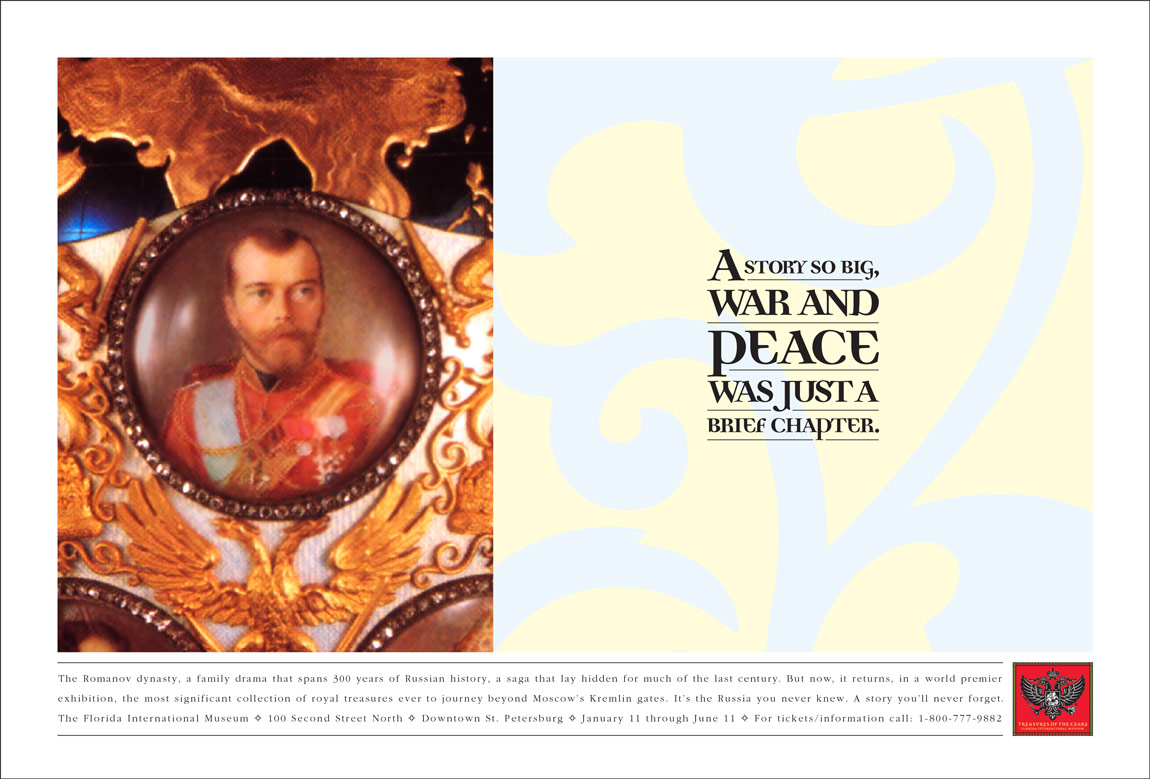 A STORY SO BIG,
WAR AND
PEACE
WAS JUST A
BRIEF CHAPTER.
The Romanov dynasty, a family drama that spans 300 years of Russian history, a saga that lay hidden for much of the last century. But now, it returns, in a world premier
exhibition, the most significant collection of royal treasures ever to journey beyond Moscow's Kremlin gates. It's the Russia you never knew. A story you'll never forget.
The Florida International Museum ✧ 100 Second Street North ✧ Downtown St. Petersburg ✧ January 11 through June 11 ✧ For tickets/information call: 1-800-777-9882
TREASURES OF THE CZARS
FLORIDA INTERNATIONAL MUSEUM